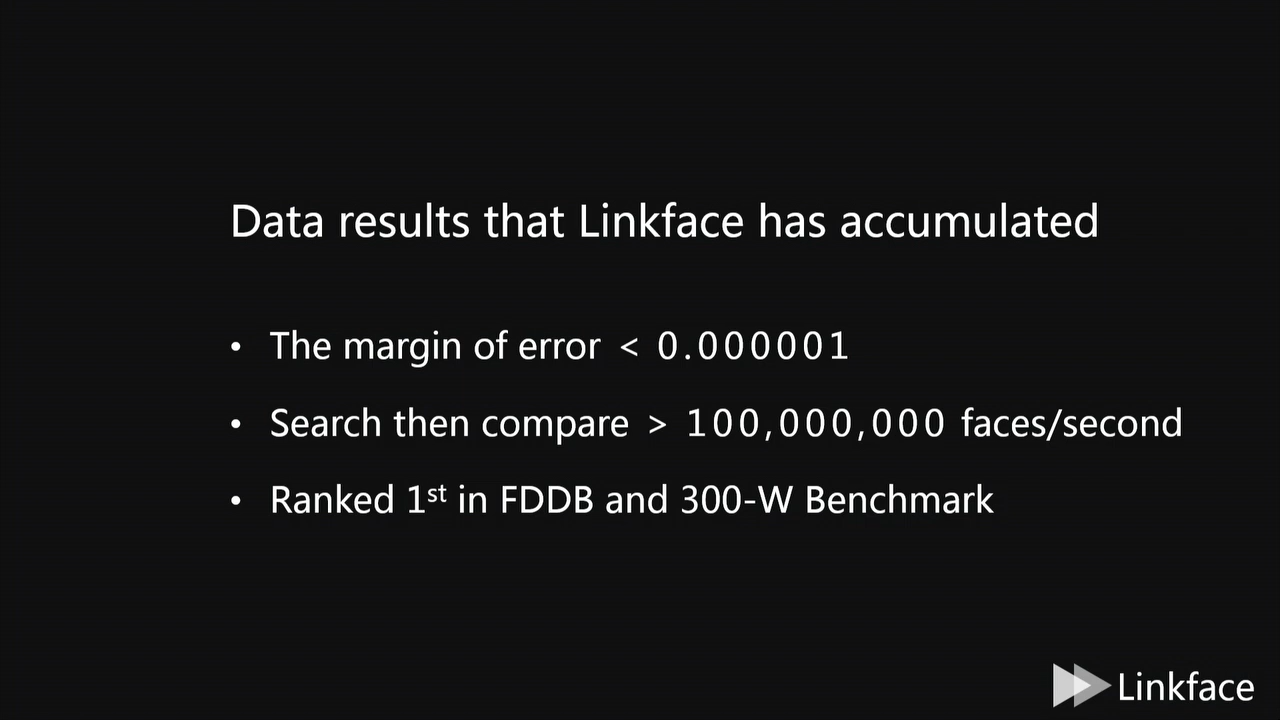 Data results that Linkface has accumulated
• The margin of error < 0.000001
• Search then compare > 100,000,000 faces/second
• Ranked 1st in FDDB and 300-W Benchmark
Linkface